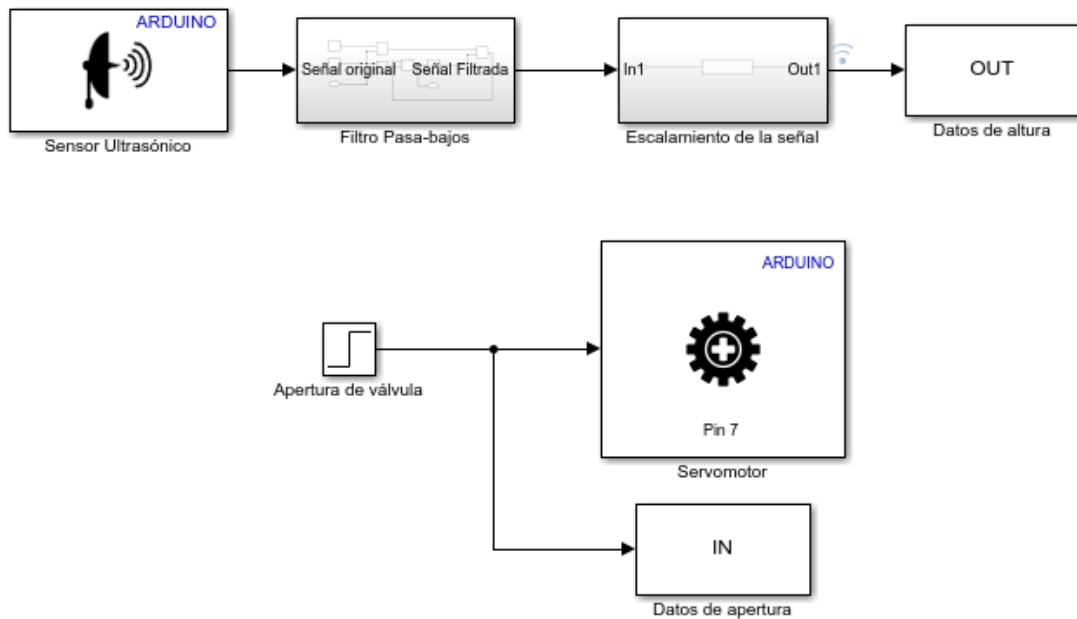 ARDUINO
Sensor Ultrasónico
Señal original
Señal Filtrada
Filtro Pasa-bajos
In1
Out1
Escalamiento de la señal
OUT
Datos de altura
Apertura de válvula
ARDUINO
Pin 7
Servomotor
IN
Datos de apertura